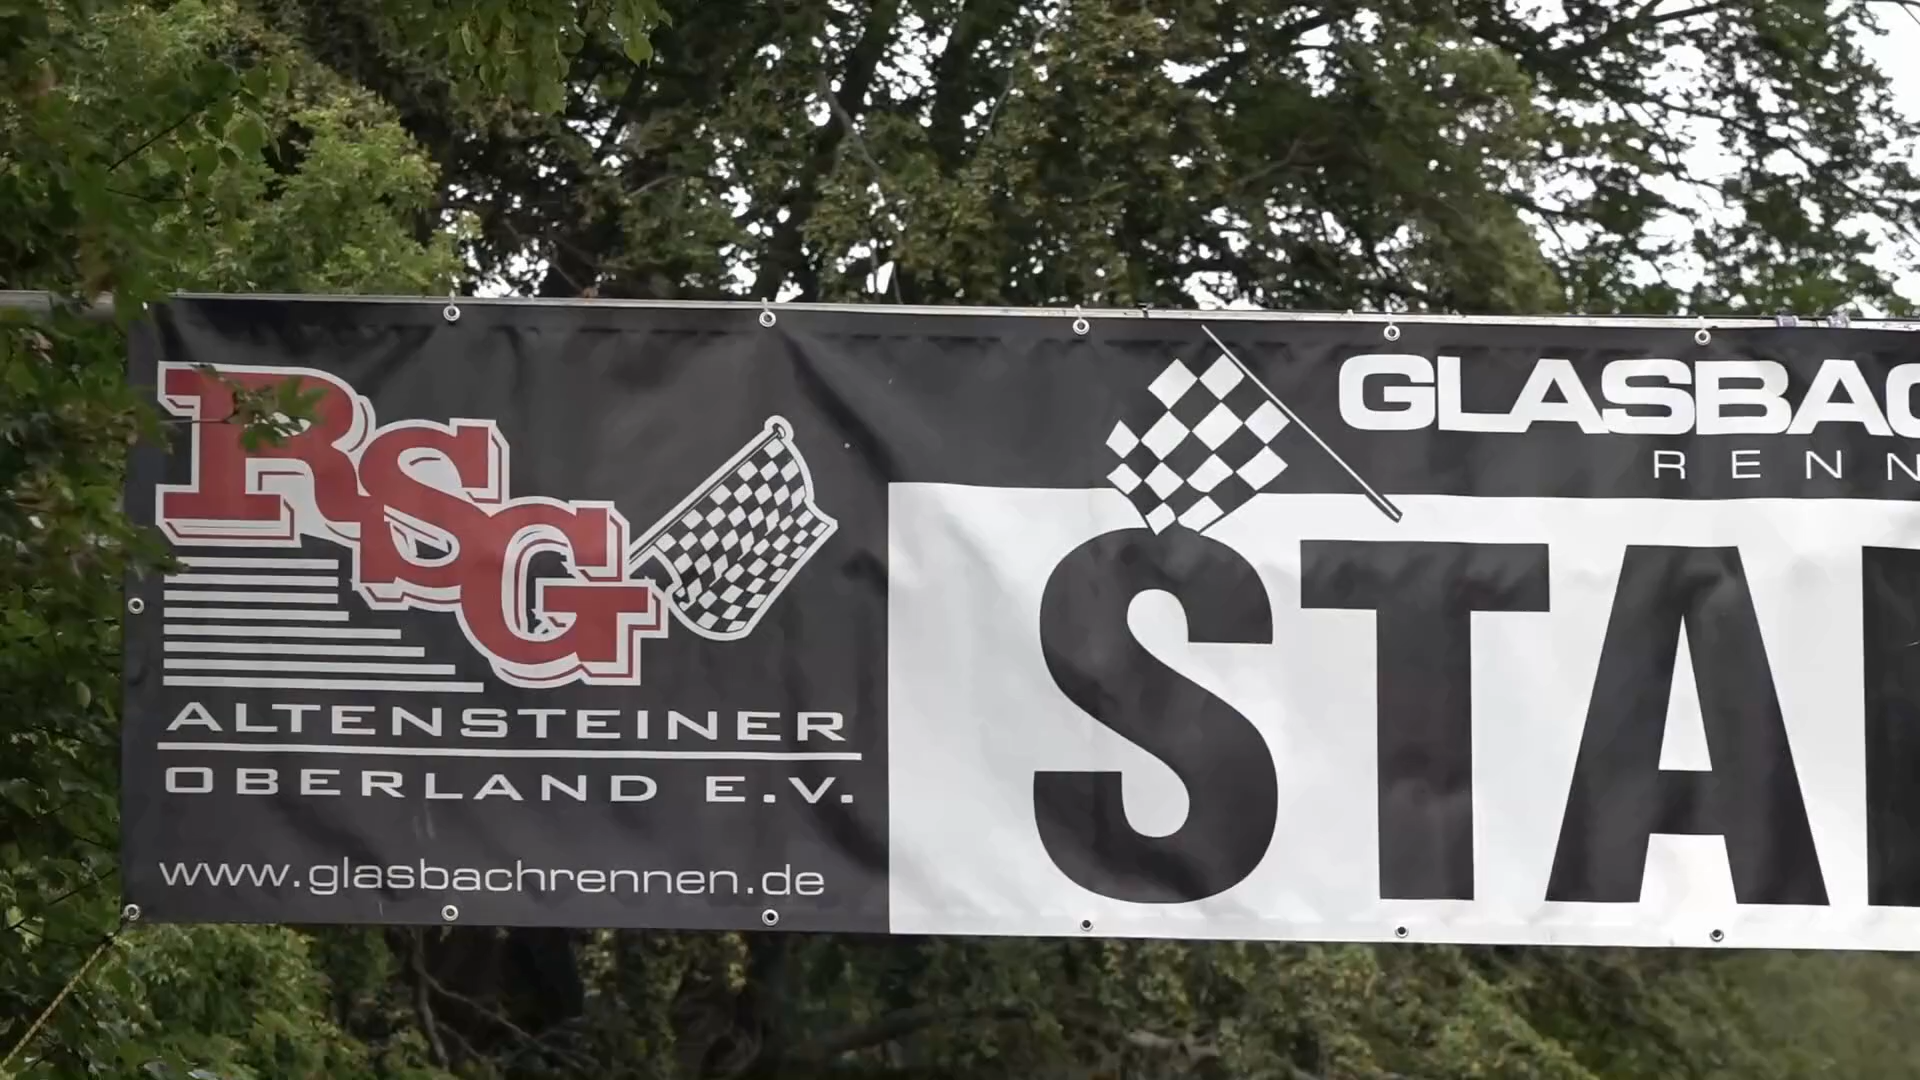 RSG
ALTENSTEINER
OBERLAND E.V.
www.glasbachrennen.de
GLASBAC
RENN
STA